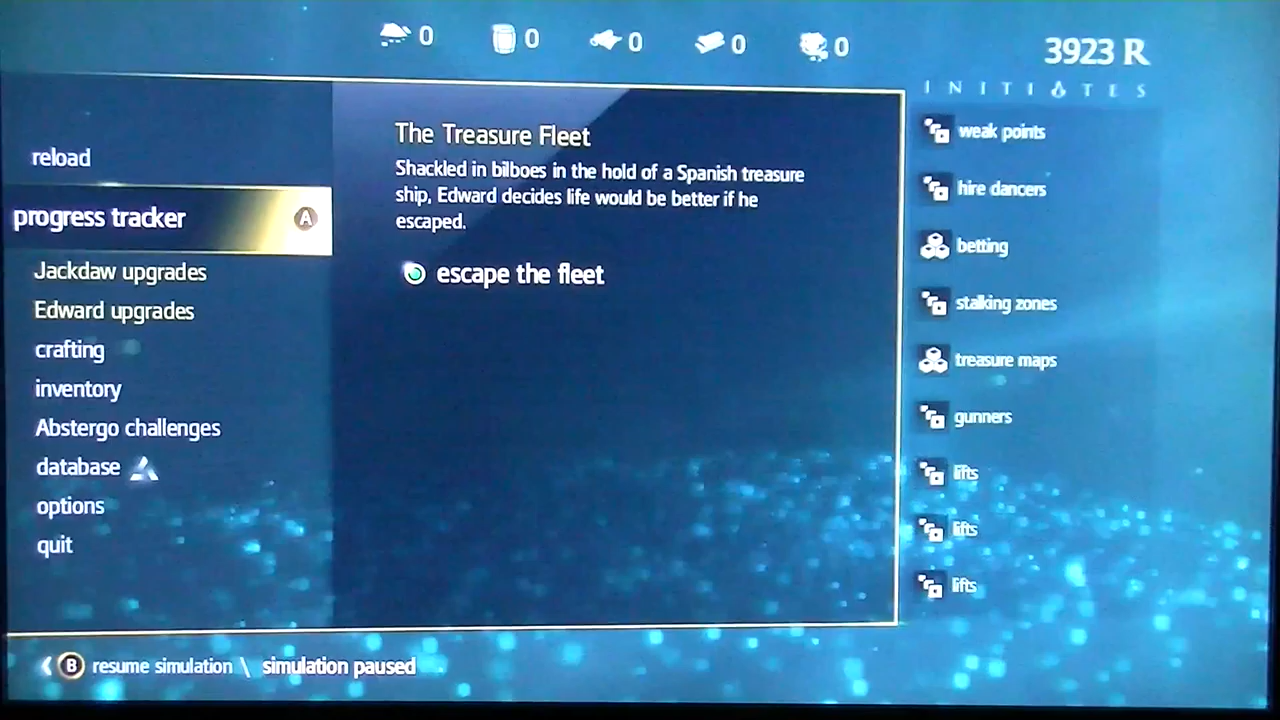 0 0 0 0 0
3923 R
INITIATES
reload
progress tracker A
Jackdaw upgrades
Edward upgrades
crafting
inventory
Abstergo challenges
database
options
quit
The Treasure Fleet
Shackled in bilboes in the hold of a Spanish treasure
ship, Edward decides life would be better if he
escaped.
escape the fleet
weak points
hire dancers
betting
stalking zones
treasure maps
gunners
lifts
lifts
lifts
B resume simulation \ simulation paused